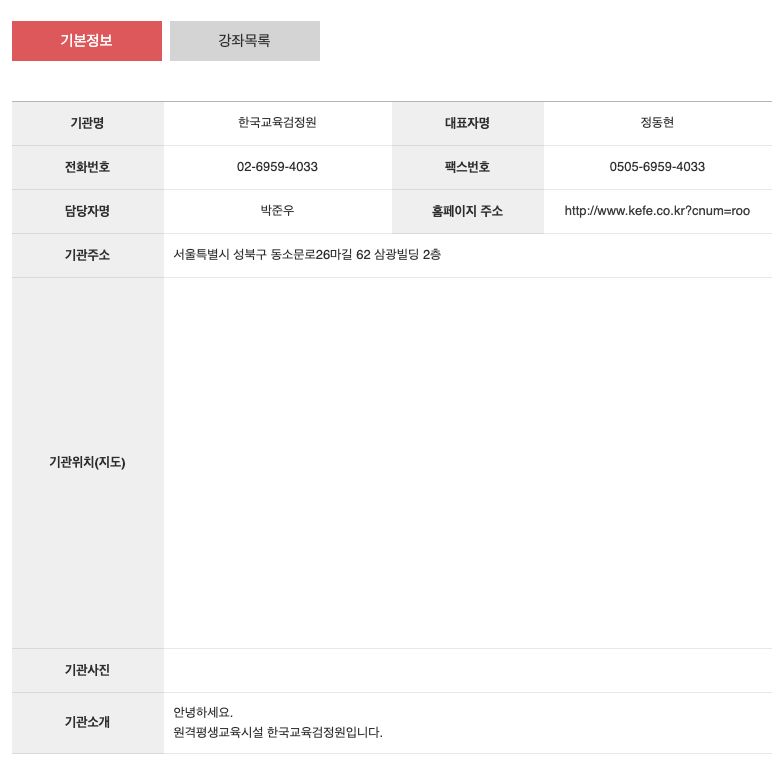 기본정보 강좌목록
기관명 한국교육검정원 대표자명 정동현
전화번호 02-6959-4033 팩스번호 0505-6959-4033
담당자명 박준우 홈페이지 주소 http://www.kefe.co.kr?cnum=roo
기관주소 서울특별시 성북구 동소문로26마길 62 삼광빌딩 2층
기관위치(지도)
기관사진
기관소개 안녕하세요.
원격평생교육시설 한국교육검정원입니다.